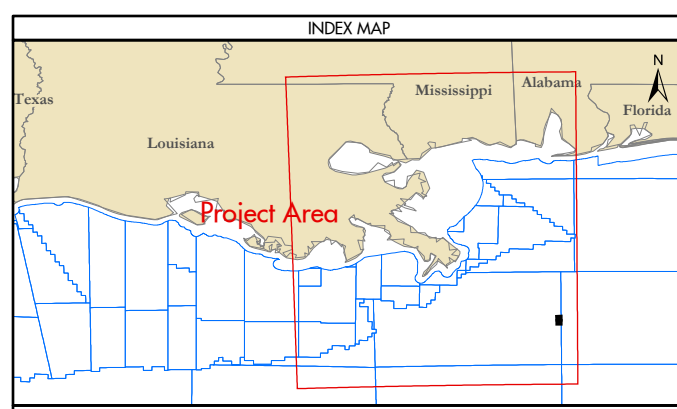 INDEX MAP
N
Texas
Mississippi
Alabama
Florida
Louisiana
Project Area